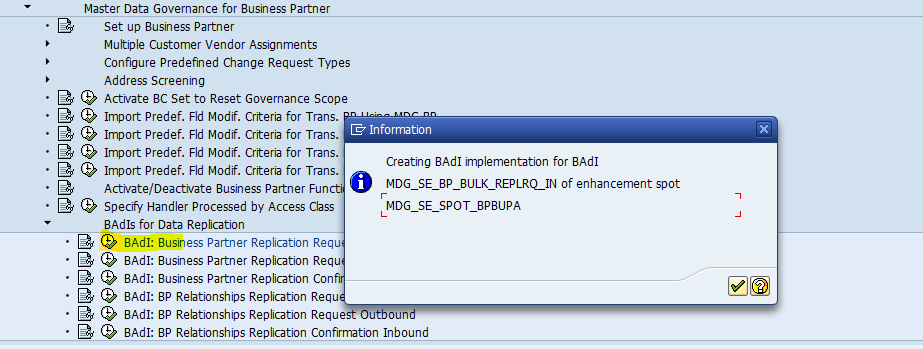 Master Data Governance for Business Partner
Set up Business Partner
Multiple Customer Vendor Assignments
Configure Predefined Change Request Types
Address Screening
Activate BC Set to Reset Governance Scope
Import Predef. Fld Modif. Criteria for Trans. BP Using MDG-BP
Import Predef. Fld Modif. Criteria for Trans.
Import Predef. Fld Modif. Criteria for Trans.
Import Predef. Fld Modif. Criteria for Trans.
Activate/Deactivate Business Partner Functi
Specify Handler Processed by Access Class
BAdIs for Data Replication
BAdI: Business Partner Replication Reque
BAdI: Business Partner Replication Reque
BAdI: Business Partner Replication Confir
BAdI: BP Relationships Replication Reques
BAdI: BP Relationships Replication Request Outbound
BAdI: BP Relationships Replication Confirmation Inbound
Information
Creating BAdI implementation for BAdI
MDG_SE_BP_BULK_REPLRQ_IN of enhancement spot
MDG_SE_SPOT_BPBUPA